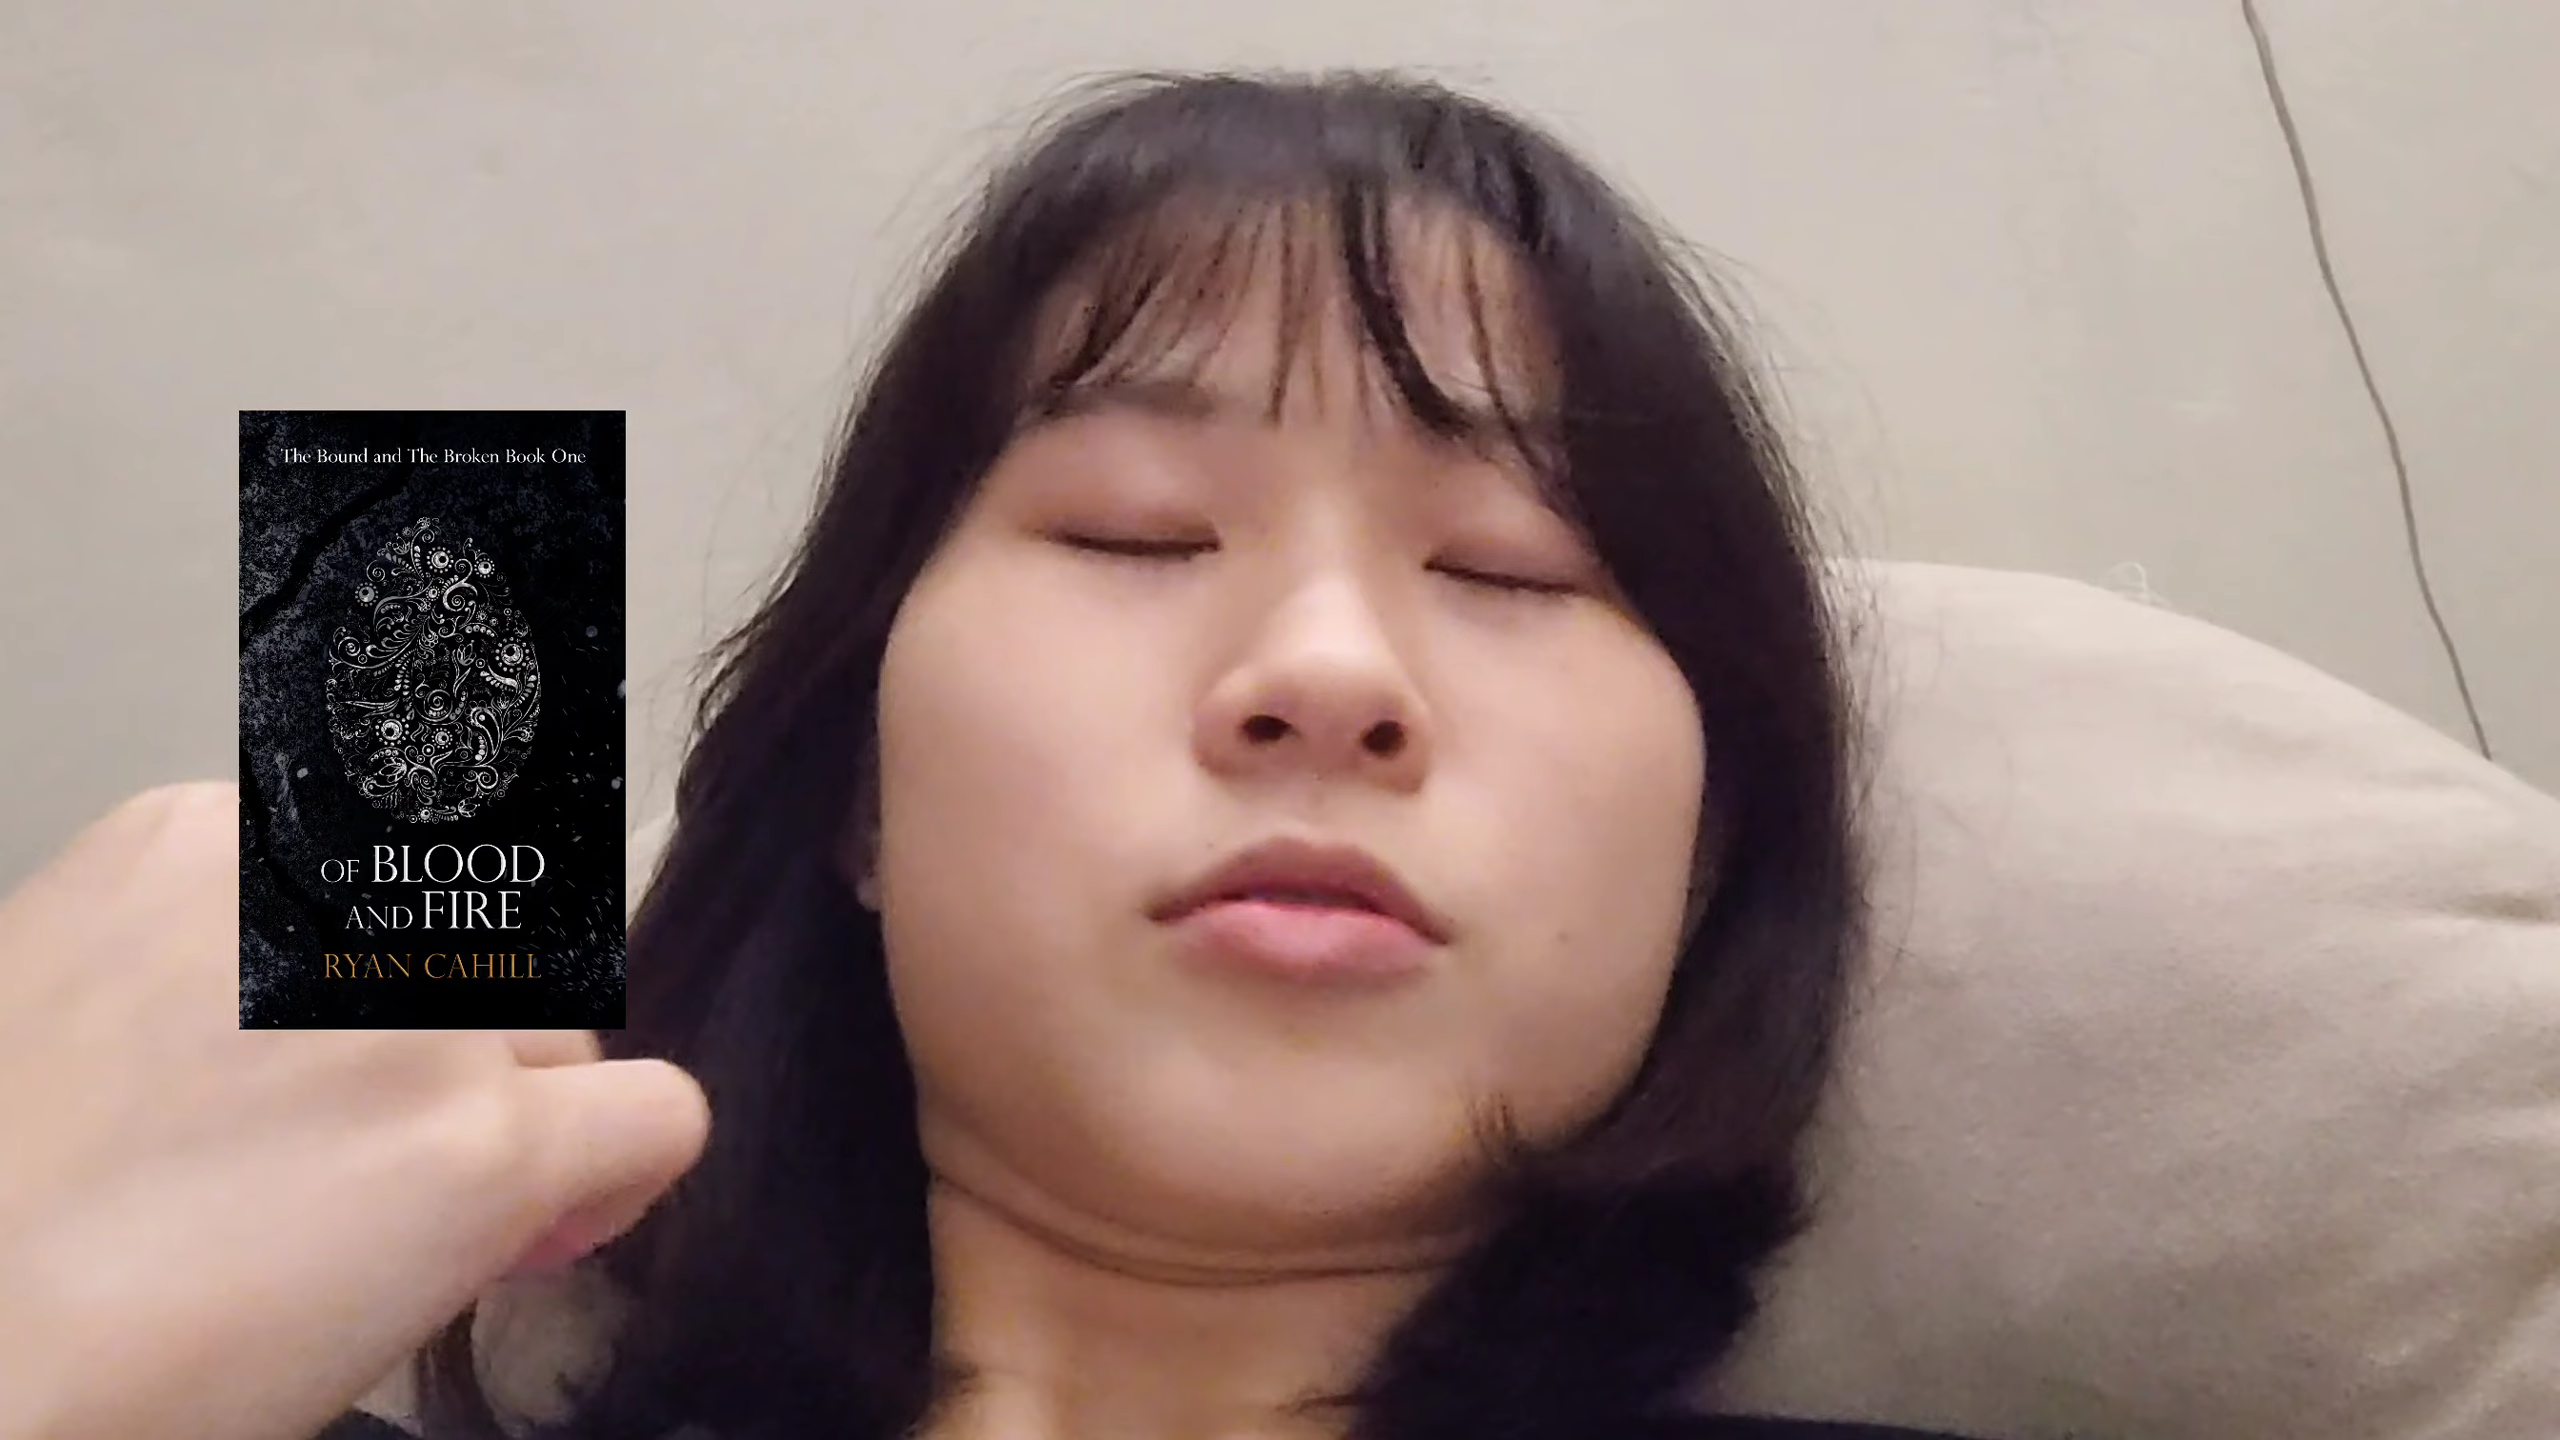 The Bound and The Broken Book One
OF BLOOD
AND FIRE
RYAN CAHILL